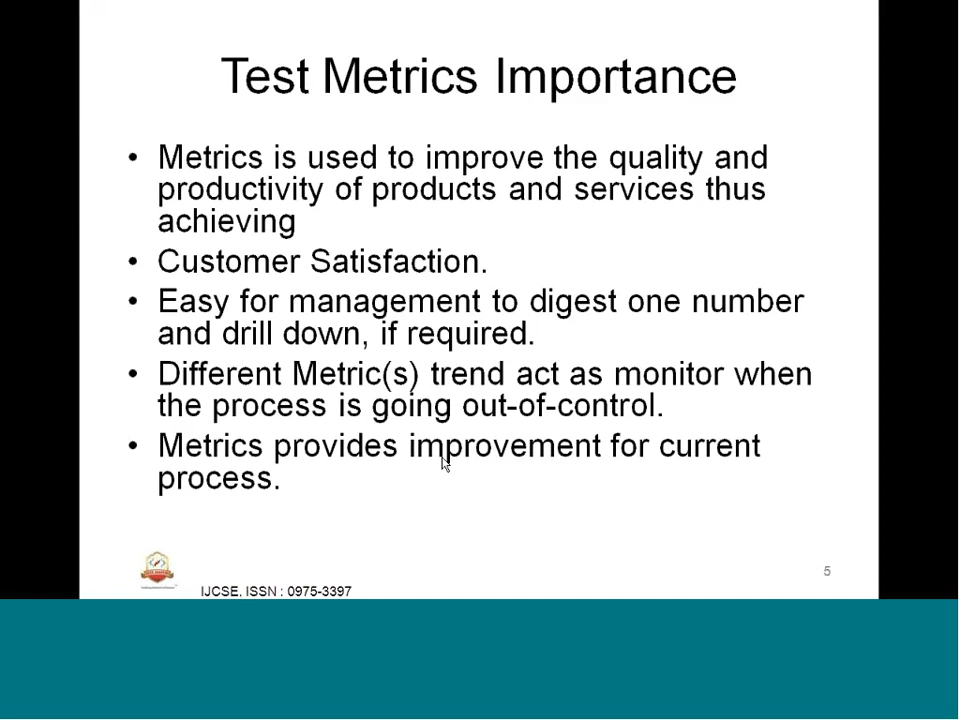 Test Metrics Importance
• Metrics is used to improve the quality and
productivity of products and services thus
achieving
• Customer Satisfaction.
• Easy for management to digest one number
and drill down, if required.
• Different Metric(s) trend act as monitor when
the process is going out-of-control.
• Metrics provides improvement for current
process.
5
IJCSE, ISSN : 0975-3397